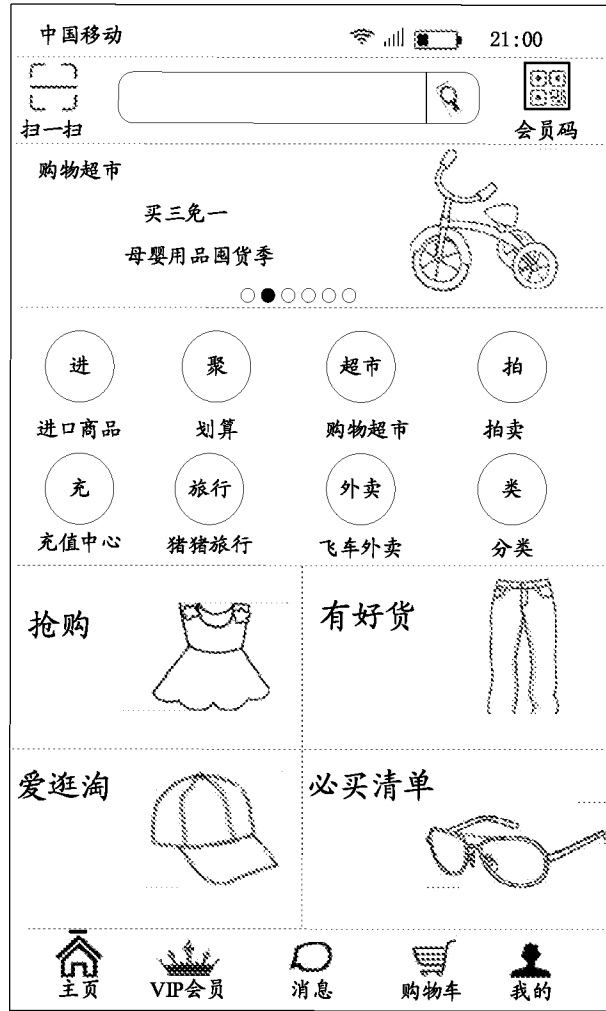 中国移动 21:00
扫一扫 会员码
购物超市
买三免一
母婴用品囤货季
进 聚 超市 拍
进口商品 划算 购物超市 拍卖
充 旅行 外卖 类
充值中心 猪猪旅行 飞车外卖 分类
抢购 有好货
爱逛淘 必买清单
主页 VIP会员 消息 购物车 我的